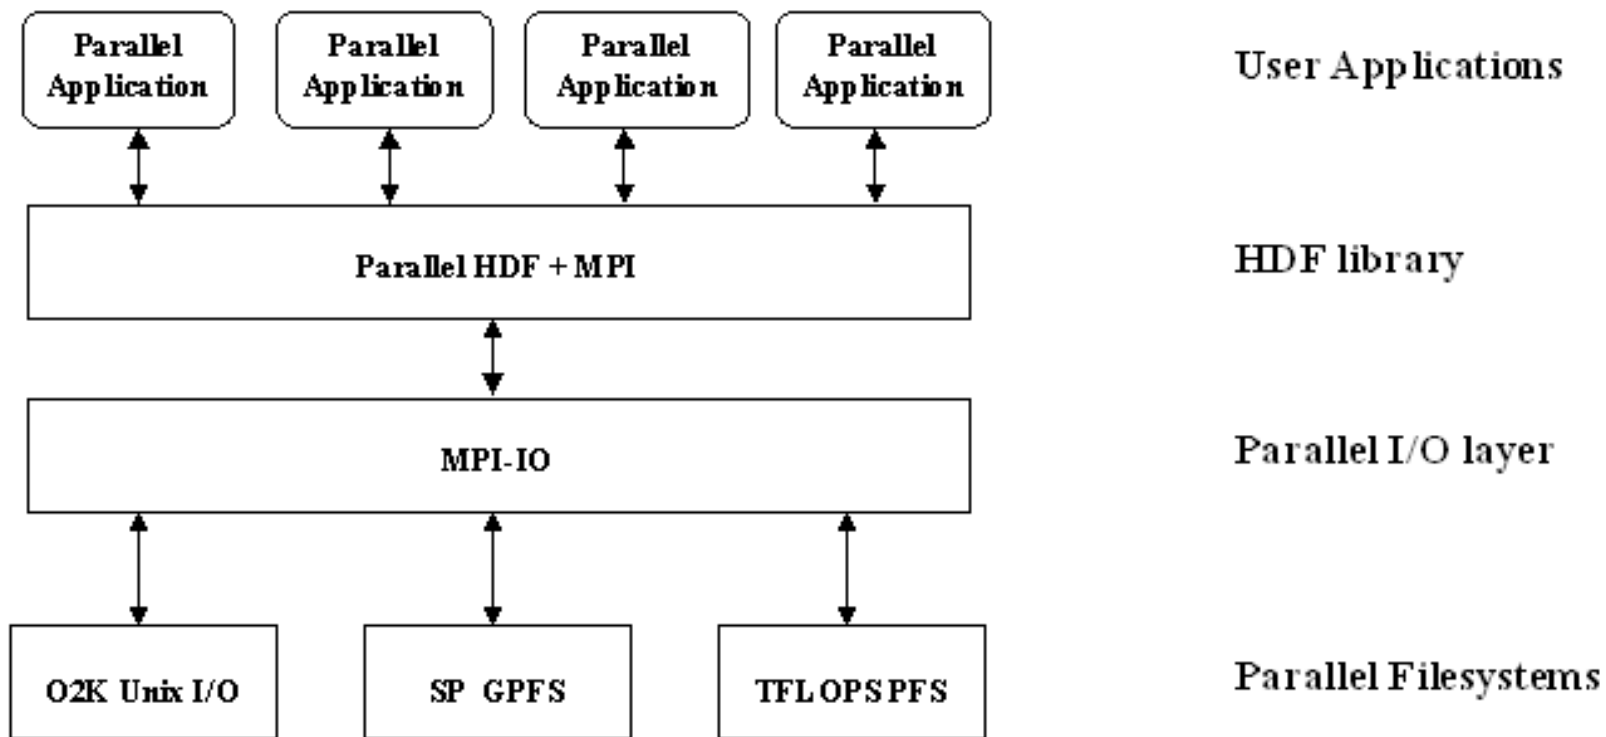 Parallel
Application
Parallel
Application
Parallel
Application
Parallel
Application
User Applications
Parallel HDF + MPI
HDF library
MPI-IO
Parallel I/O layer
O2K Unix I/O
SP GPFS
TFLOPS PFS
Parallel Filesystems